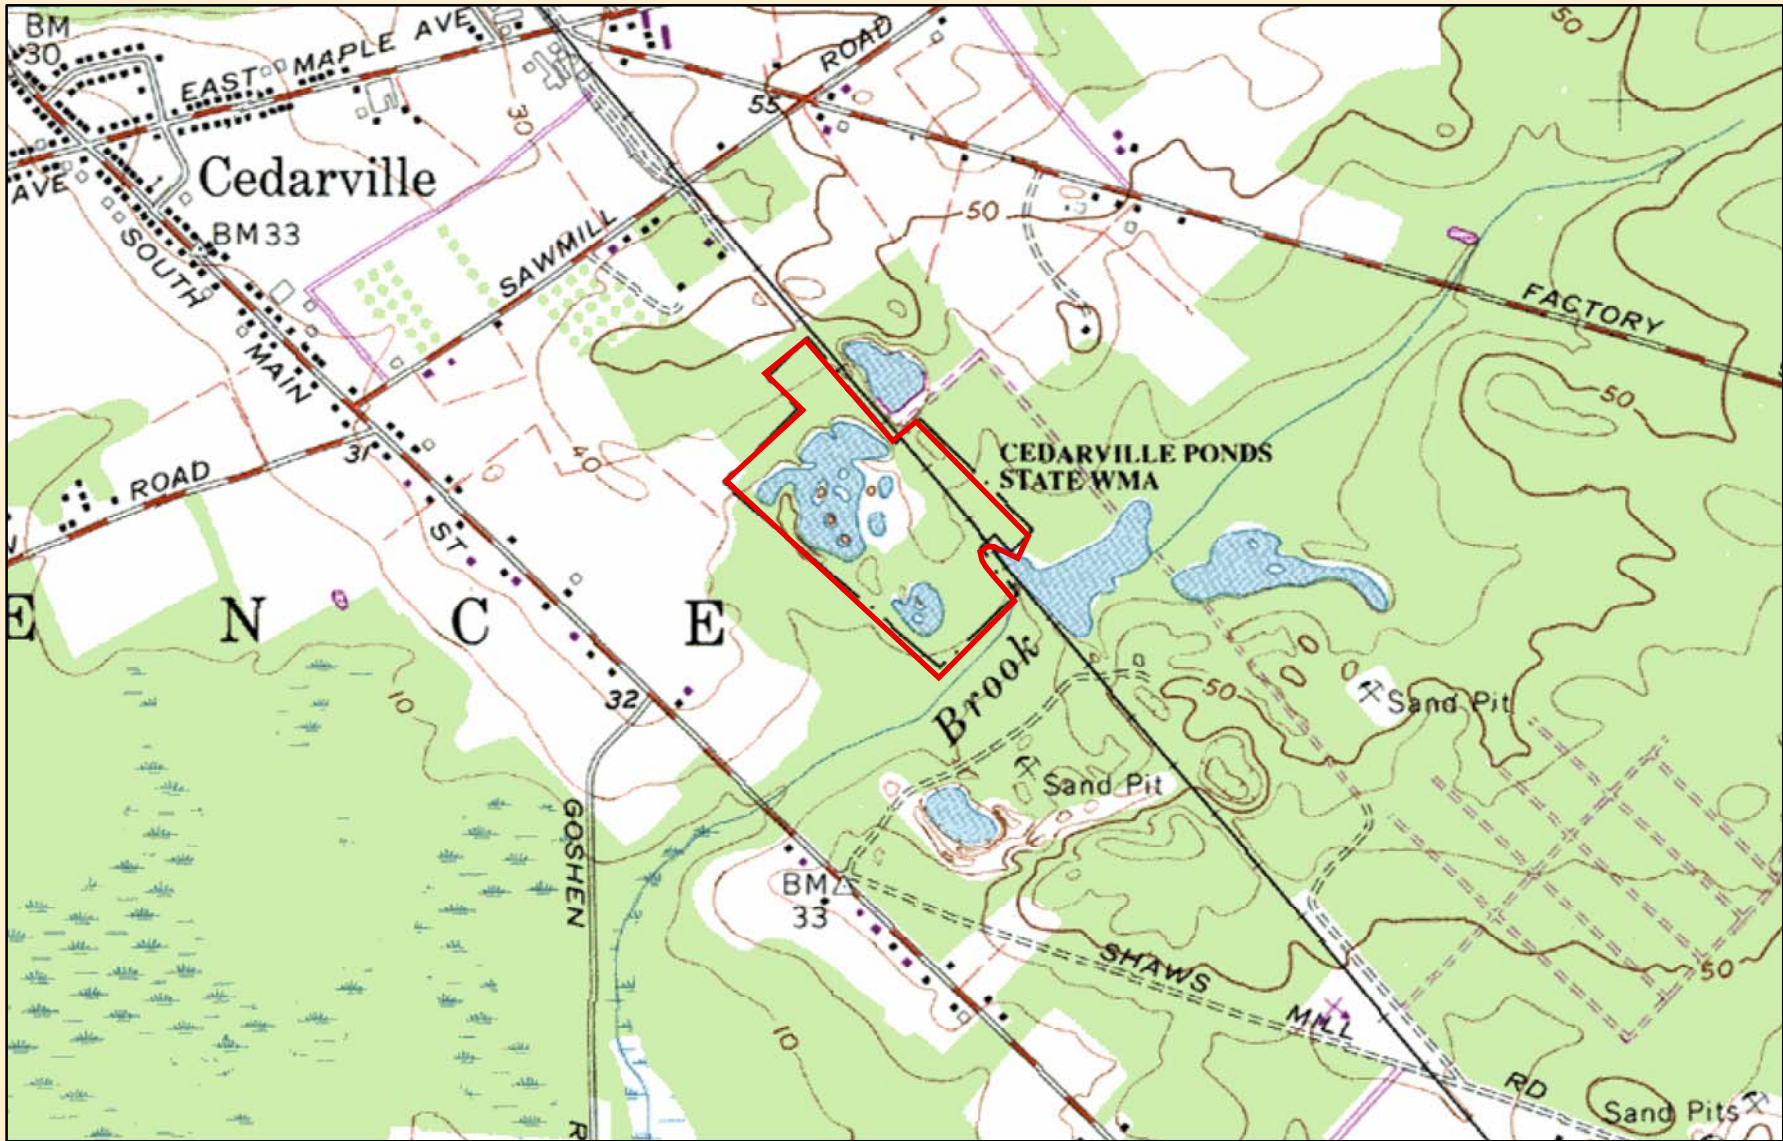 BM
30
EAST MAPLE AVE
ROAD
50
30
55
AVE
Cedarville
BM33
SOUTH
MAIN
ST
SAWMILL
50
FACTORY
50
31
ROAD
40
CEDARVILLE PONDS
STATE WMA
E N C E
10
32
Brook
50
Sand Pit
Sand Pit
GOSHEN
R
BM
33
SHAWS
MILL
RD
50
10
Sand Pits